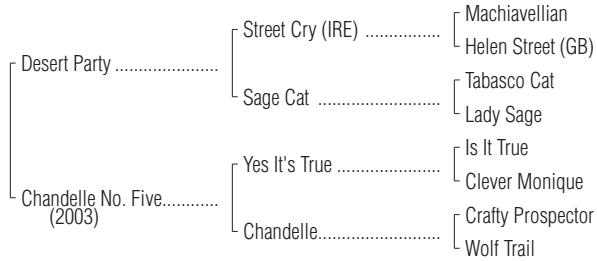 Machiavellian
Street Cry (IRE) ................
Helen Street (GB)
Desert Party ......................
Tabasco Cat
Sage Cat ..........................
Lady Sage
Is It True
Yes It's True ......................
Clever Monique
Chandelle No. Five............
(2003)
Crafty Prospector
Chandelle..........................
Wolf Trail